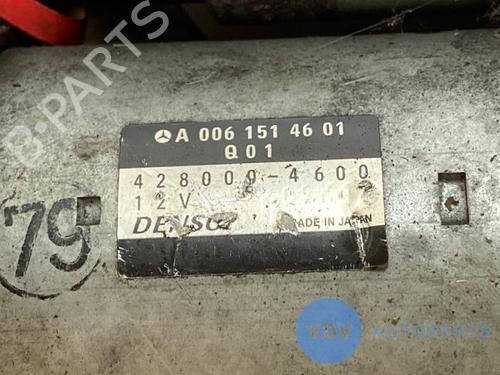 B-PARTS
A 006 151 46 01
Q01
428000-4600
12V
DENSO
MADE IN JAPAN
79
VDV
AUTOPARTS